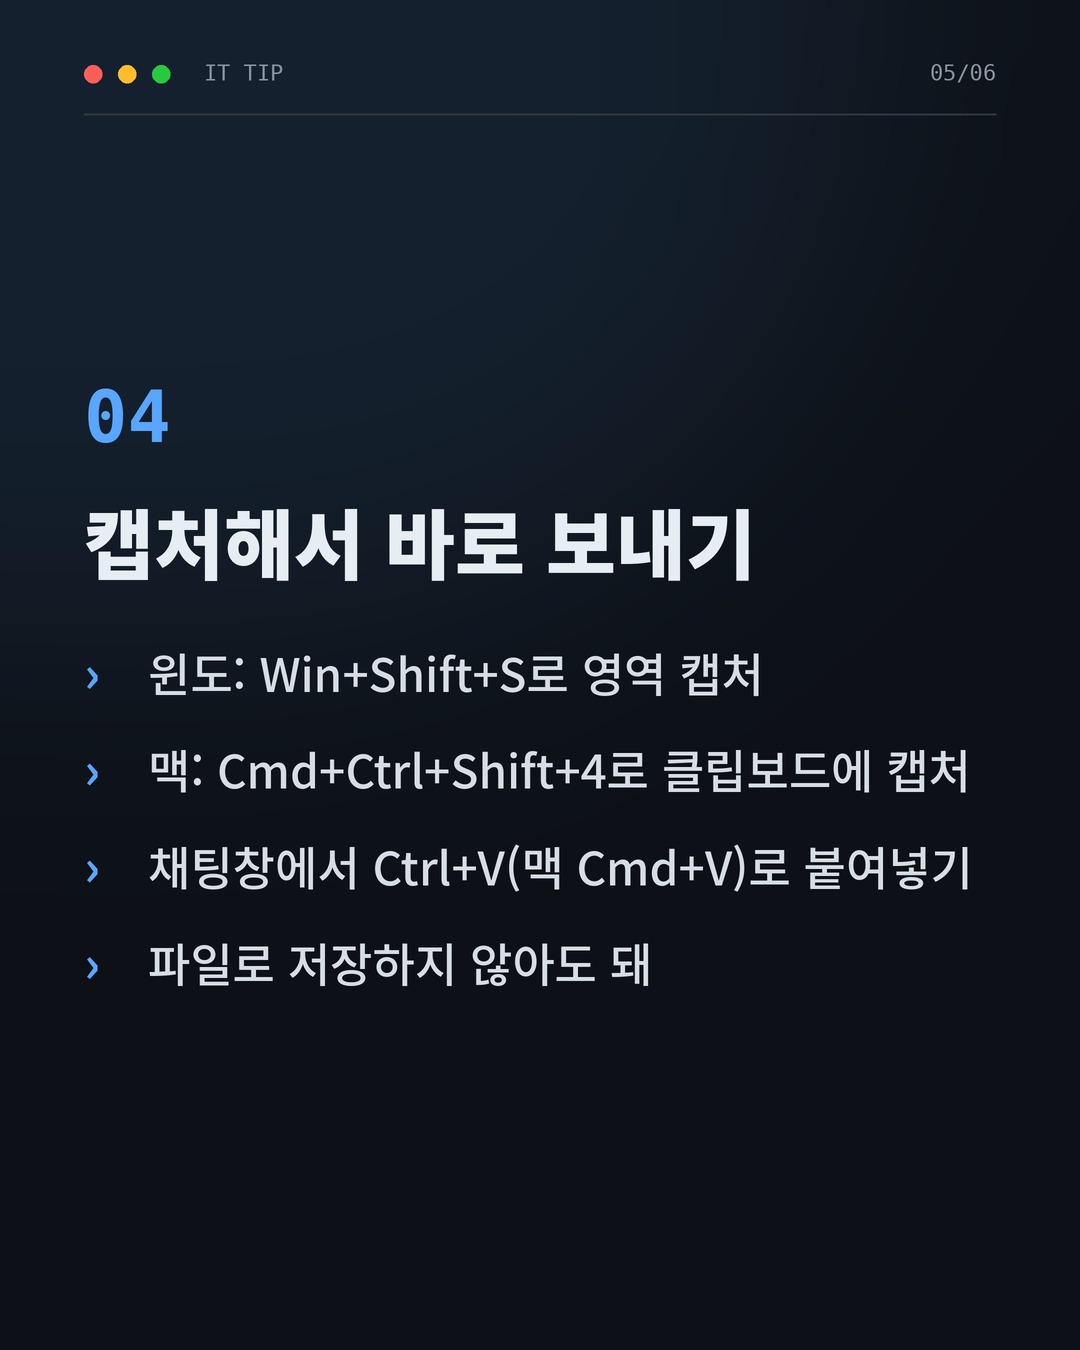 IT TIP
05/06
04
캡처해서 바로 보내기
› 윈도: Win+Shift+S로 영역 캡처
› 맥: Cmd+Ctrl+Shift+4로 클립보드에 캡처
› 채팅창에서 Ctrl+V(맥 Cmd+V)로 붙여넣기
› 파일로 저장하지 않아도 돼